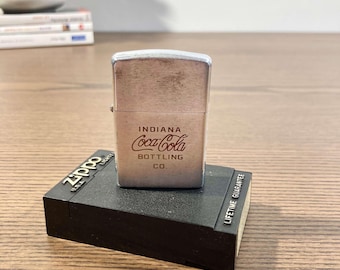 INDIANA
Coca-Cola
BOTTLING
CO.
Zippo
LIFETIME GUARANTEE